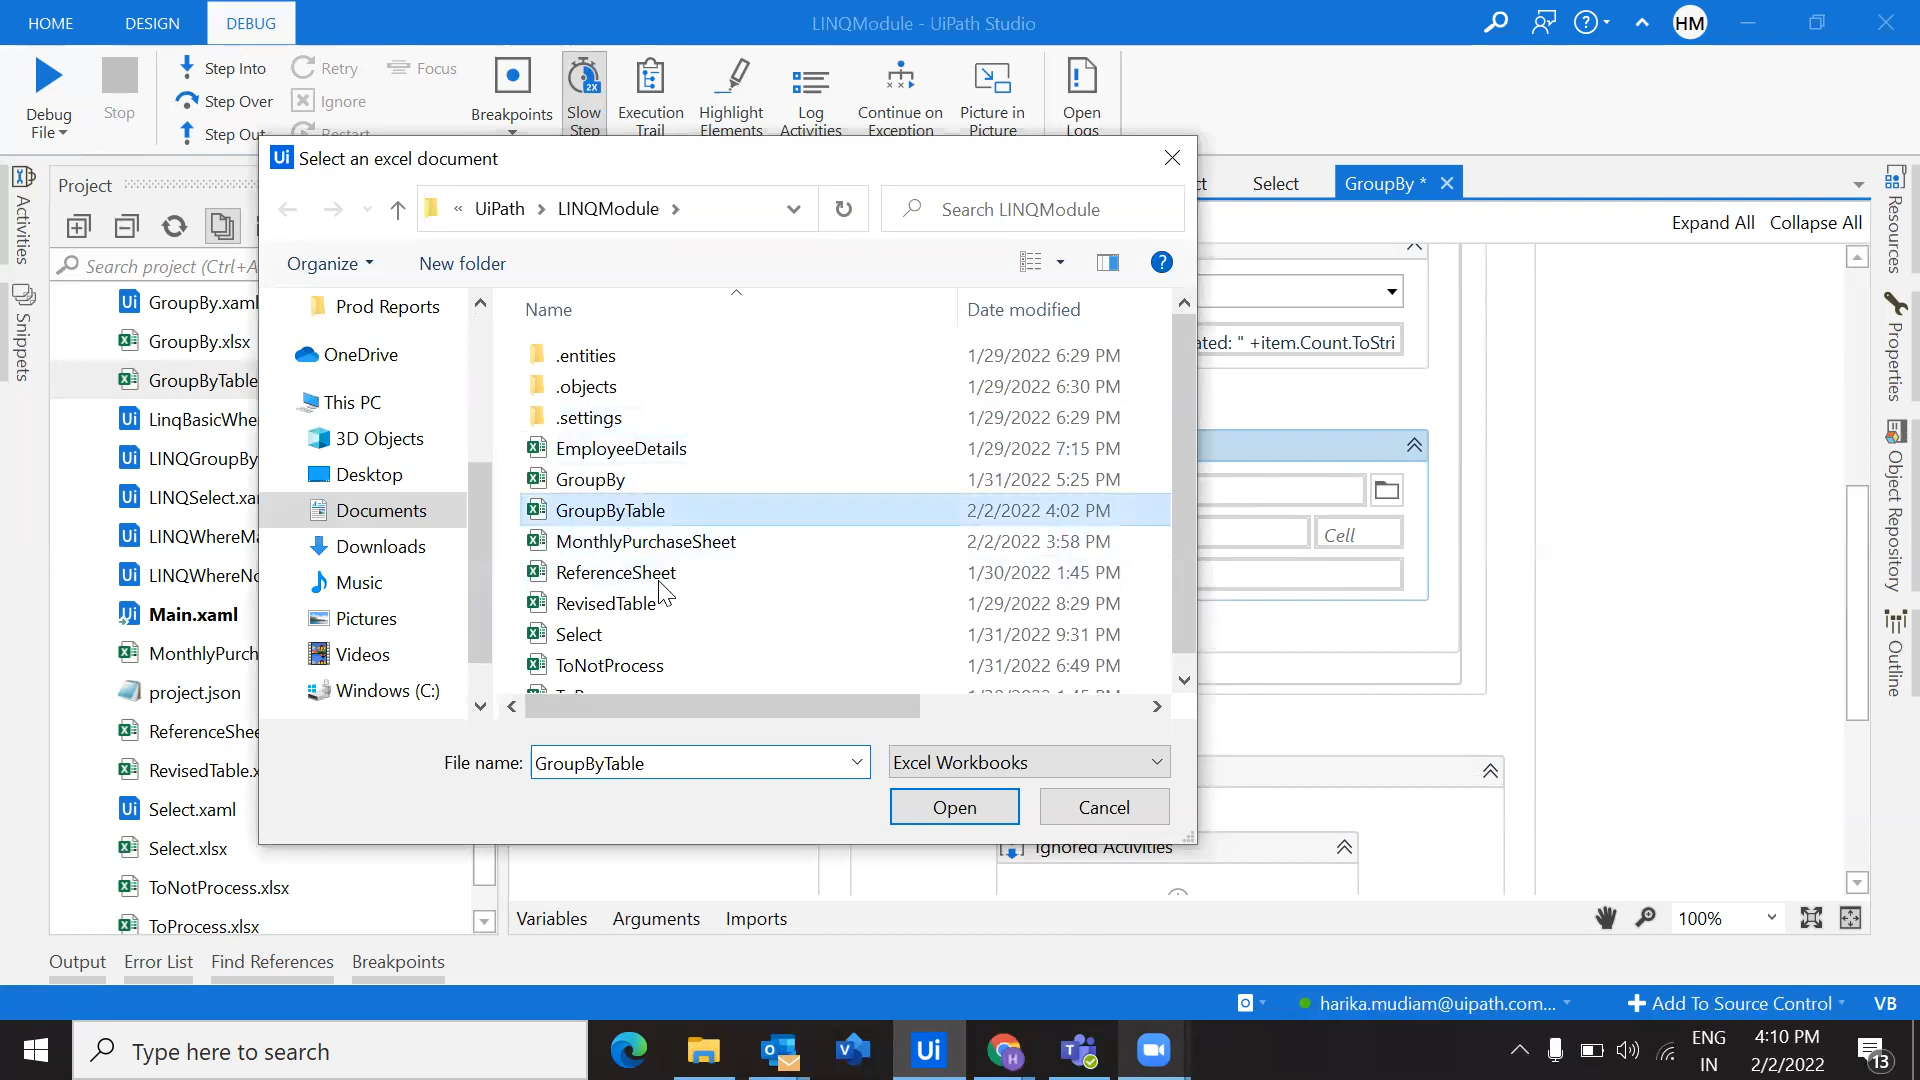 HOME DESIGN DEBUG LINQModule - UiPath Studio HM
Debug File Stop Step Into Step Over Step Out Retry Ignore Restart Focus Breakpoints Slow Step Execution Trail Highlight Elements Log Activities Continue on Exception Picture in Picture Open Logs
Activities
Snippets
Project
Search project (Ctrl+A
GroupBy.xaml
GroupBy.xlsx
GroupByTable
LinqBasicWhe
LINQGroupBy
LINQSelect.xa
LINQWhereMa
LINQWhereNo
Main.xaml
MonthlyPurch
project.json
ReferenceShee
RevisedTable.x
Select.xaml
Select.xlsx
ToNotProcess.xlsx
ToProcess.xlsx
Ui Select an excel document
« UiPath > LINQModule > Search LINQModule
Organize New folder
Prod Reports
OneDrive
This PC
3D Objects
Desktop
Documents
Downloads
Music
Pictures
Videos
Windows (C:)
Name Date modified
.entities 1/29/2022 6:29 PM
.objects 1/29/2022 6:30 PM
.settings 1/29/2022 6:29 PM
EmployeeDetails 1/29/2022 7:15 PM
GroupBy 1/31/2022 5:25 PM
GroupByTable 2/2/2022 4:02 PM
MonthlyPurchaseSheet 2/2/2022 3:58 PM
ReferenceSheet 1/30/2022 1:45 PM
RevisedTable 1/29/2022 8:29 PM
Select 1/31/2022 9:31 PM
ToNotProcess 1/31/2022 6:49 PM
File name: GroupByTable Excel Workbooks
Open Cancel
ct Select GroupBy *
Expand All Collapse All
ated: " +item.Count.ToStri
Cell
Ignored Activities
Resources
Properties
Object Repository
Outline
Variables Arguments Imports 100%
Output Error List Find References Breakpoints
harika.mudiam@uipath.com... Add To Source Control VB
Type here to search
Ui
ENG
IN
4:10 PM
2/2/2022
13